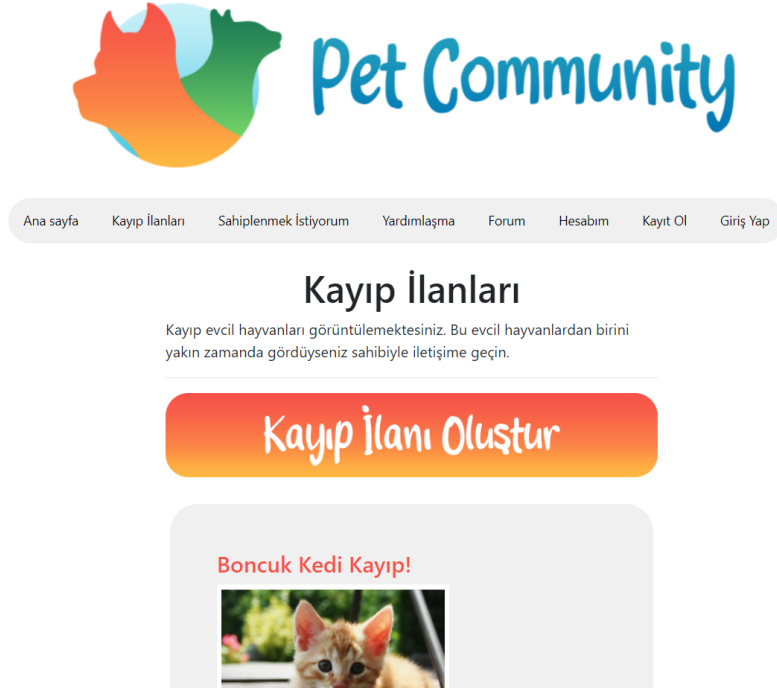 Pet Community
Ana sayfa Kayıp İlanları Sahiplenmek İstiyorum Yardımlaşma Forum Hesabım Kayıt Ol Giriş Yap
Kayıp İlanları
Kayıp evcil hayvanları görüntülemektesiniz. Bu evcil hayvanlardan birini
yakın zamanda gördüyseniz sahibiyle iletişime geçin.
Kayıp İlanı Oluştur
Boncuk Kedi Kayıp!